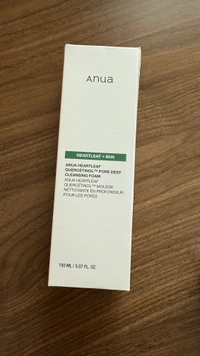 Anua
HEARTLEAF + BHA
ANUA HEARTLEAF
QUERCETINOL™ PORE DEEP
CLEANSING FOAM
ANUA HEARTLEAF
QUERCETINOL™ MOUSSE
NETTOYANTE EN PROFONDEUR
POUR LES PORES
150 ML / 5.07 FL. OZ.